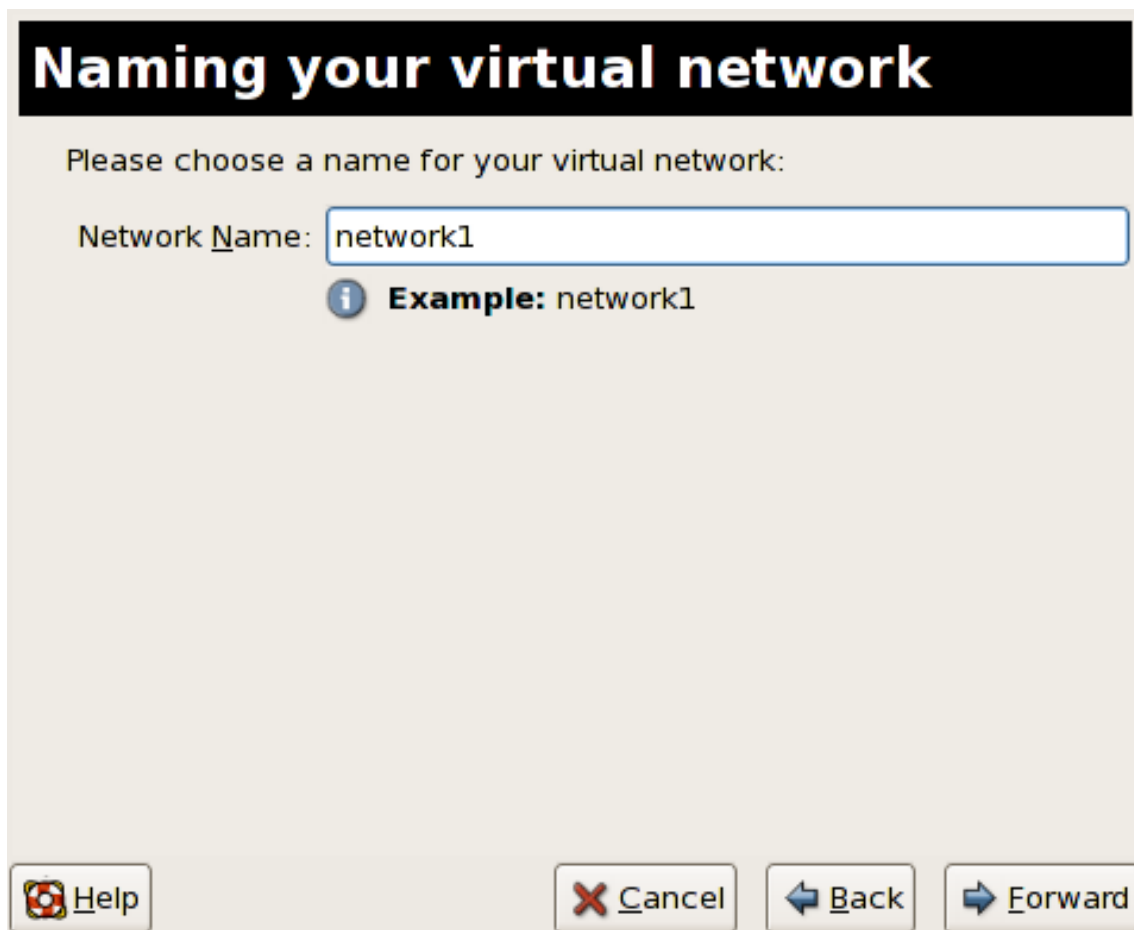 Naming your virtual network
Please choose a name for your virtual network:
Network Name: network1
Example: network1
Help Cancel Back Forward